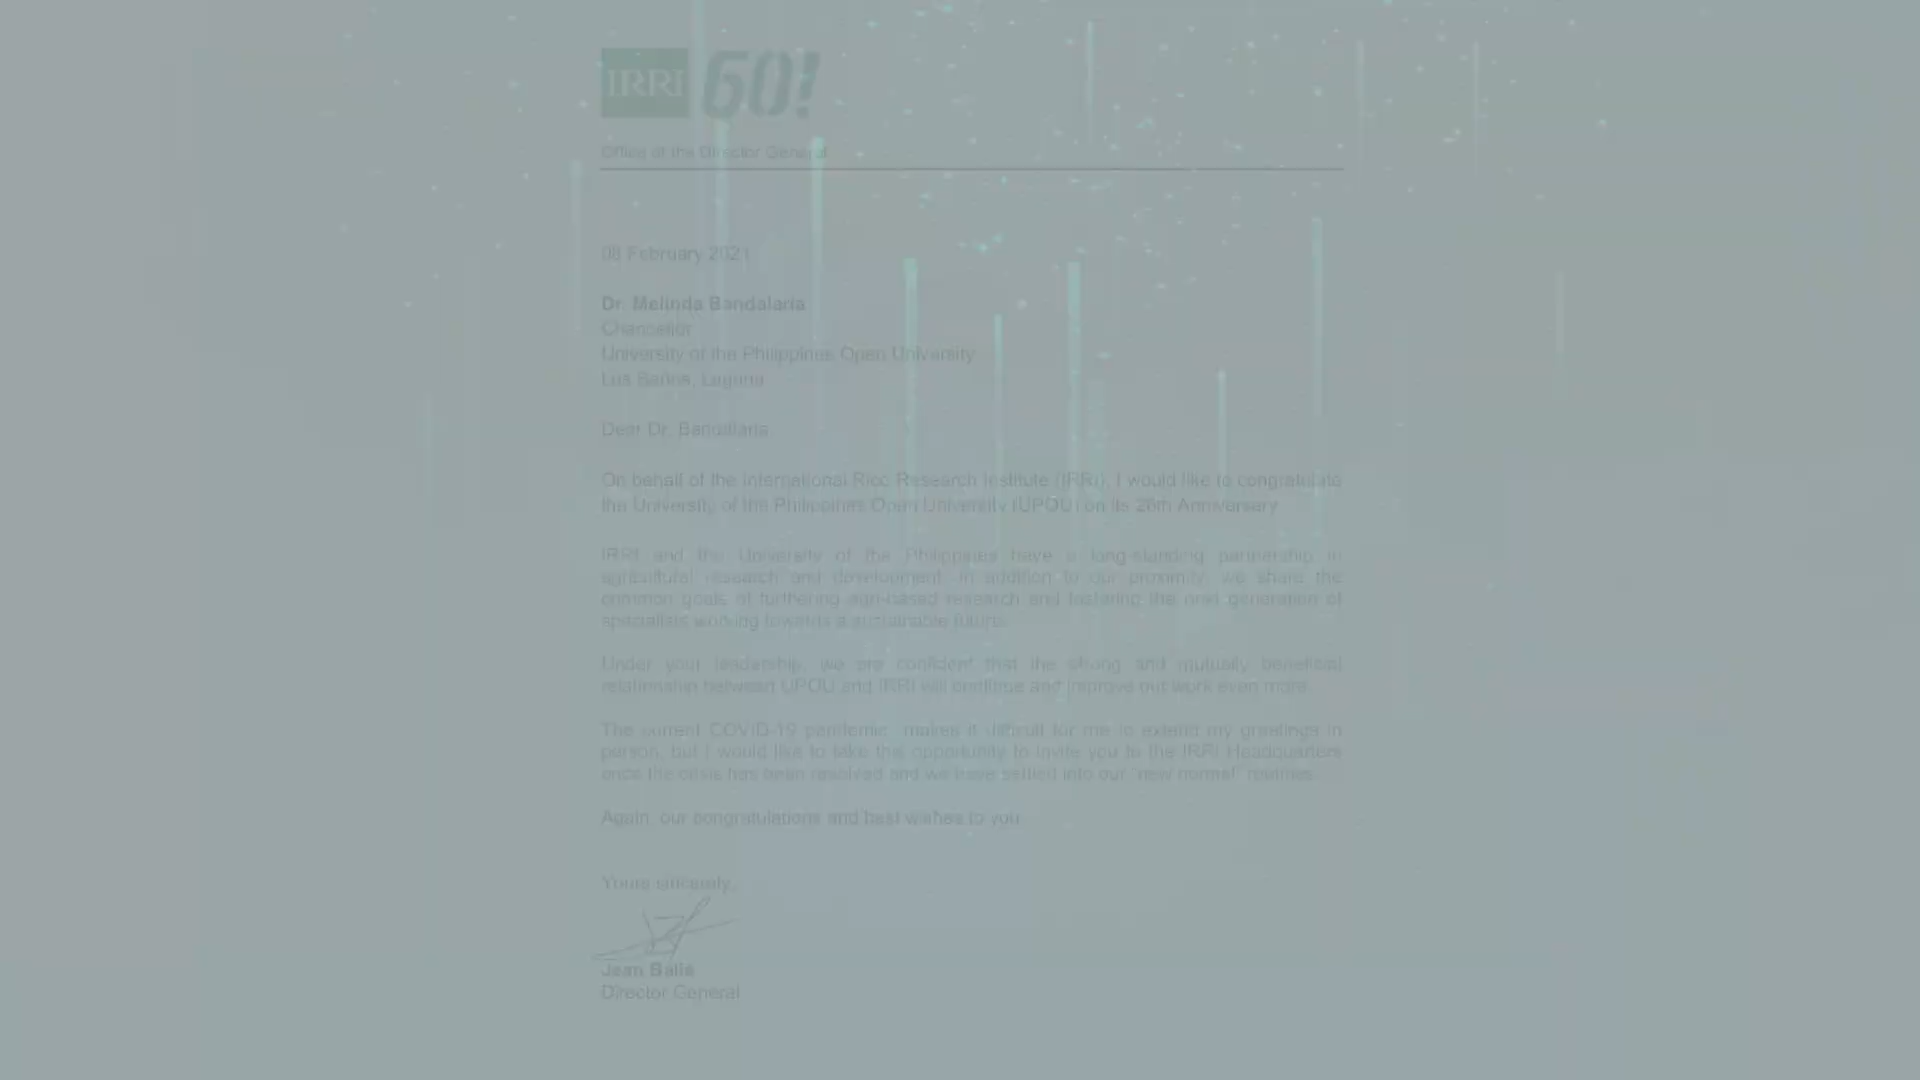 IRRI 60!
Office of the Director General
08 February 2021
Dr. Melinda Bandalaria
Chancellor
University of the Philippines Open University
Los Baños, Laguna
Dear Dr. Bandalaria
On behalf of the International Rice Research Institute (IRRI), I would like to congratulate
the University of the Philippines Open University (UPOU) on its 26th Anniversary
IRRI and the University of the Philippines have a long-standing partnership in
agricultural research and development. In addition to our proximity, we share the
common goals of furthering agri-based research and fostering the next generation of
specialists working towards a sustainable future.
Under your leadership, we are confident that the strong and mutually beneficial
relationship between UPOU and IRRI will continue and improve our work even more.
The current COVID-19 pandemic makes it difficult for me to extend my greetings in
person, but I would like to take this opportunity to invite you to the IRRI Headquarters
once the crisis has been resolved and we have settled into our "new normal" routines.
Again, our congratulations and best wishes to you
Yours sincerely,
Jean Balié
Director General